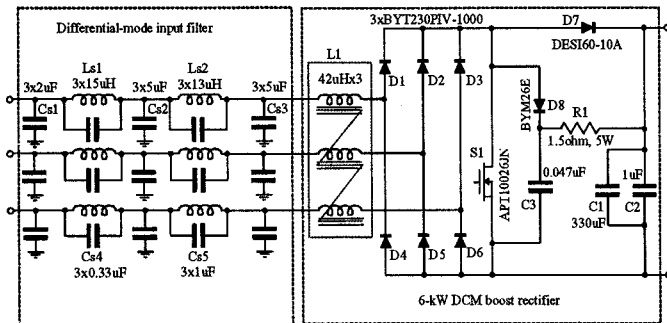 Differential-mode input filter
3xBYT230PIV-1000
D7
DESI60-10A
Ls1
3x15uH
Ls2
3x13uH
L1
42uHx3
3x2uF
Cs1
3x5uF
Cs2
3x5uF
Cs3
D1
D2
D3
BYM26E
D8
R1
1.5ohm, 5W
S1
APT10026JN
0.047uF
C3
1uF
C1
C2
330uF
D4
D5
D6
Cs4
3x0.33uF
Cs5
3x1uF
6-kW DCM boost rectifier